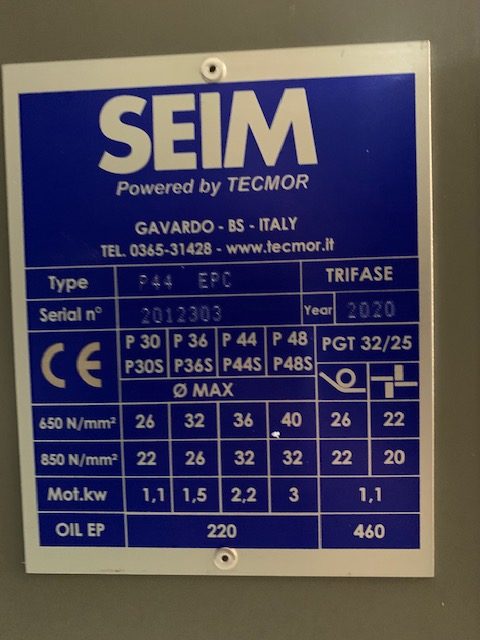 SEIM
Powered by TECMOR
GAVARDO - BS - ITALY
TEL. 0365-31428 - www.tecmor.it
Type P44 EPC TRIFASE
Serial n° 2012303 Year 2020
CE P 30 P 36 P 44 P 48 PGT 32/25
P30S P36S P44S P48S
Ø MAX
650 N/mm² 26 32 36 40 26 22
850 N/mm² 22 26 32 32 22 20
Mot.kw 1,1 1,5 2,2 3 1,1
OIL EP 220 460